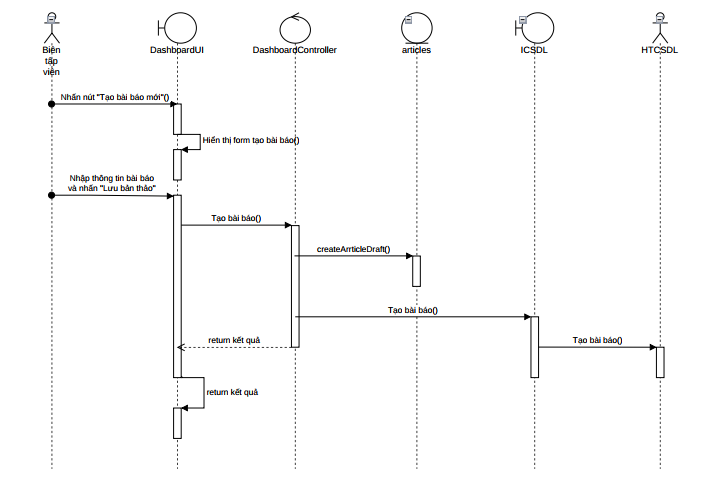 Biên
tập
viên
DashboardUI
DashboardController
articles
ICSDL
HTCSDL
Nhấn nút "Tạo bài báo mới"()
Hiển thị form tạo bài báo()
Nhập thông tin bài báo
và nhấn "Lưu bản thảo"
Tạo bài báo()
createArrticleDraft()
Tạo bài báo()
return kết quả
Tạo bài báo()
return kết quả